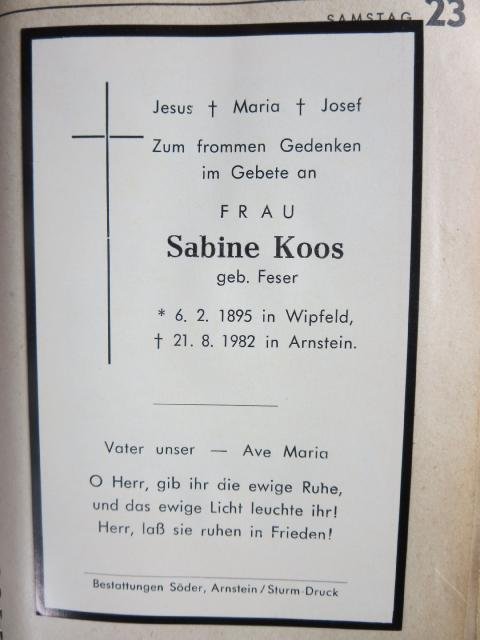 SAMSTAG 23
Jesus † Maria † Josef
Zum frommen Gedenken
im Gebete an
FRAU
Sabine Koos
geb. Feser
* 6. 2. 1895 in Wipfeld,
† 21. 8. 1982 in Arnstein.
Vater unser — Ave Maria
O Herr, gib ihr die ewige Ruhe,
und das ewige Licht leuchte ihr!
Herr, laß sie ruhen in Frieden!
Bestattungen Söder, Arnstein / Sturm-Druck